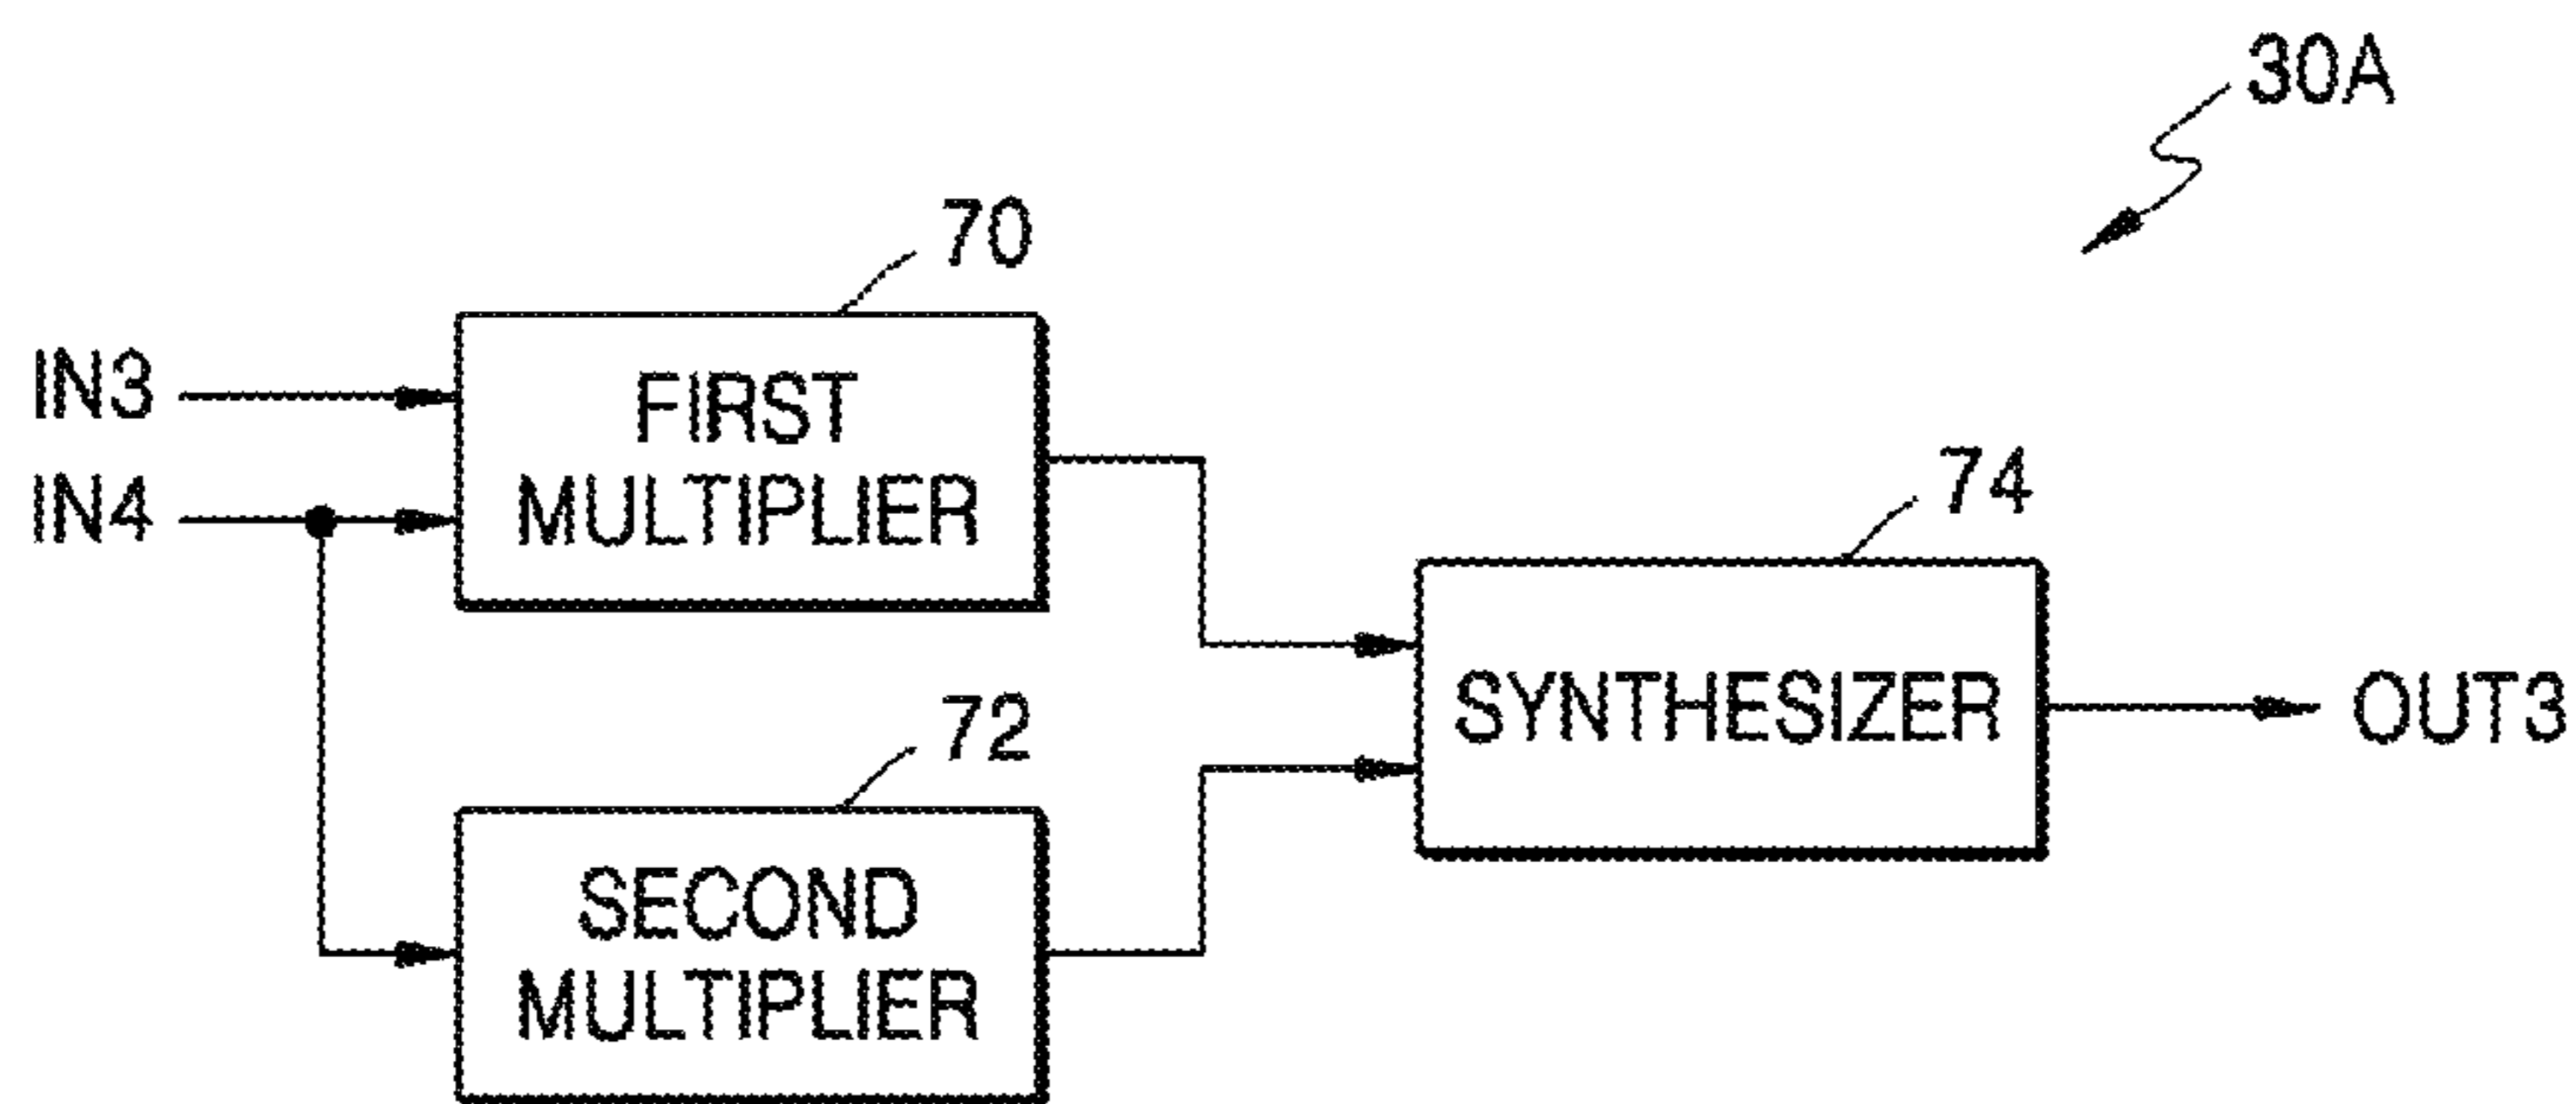 30A
70
IN3
FIRST
MULTIPLIER
IN4
74
SYNTHESIZER
OUT3
72
SECOND
MULTIPLIER